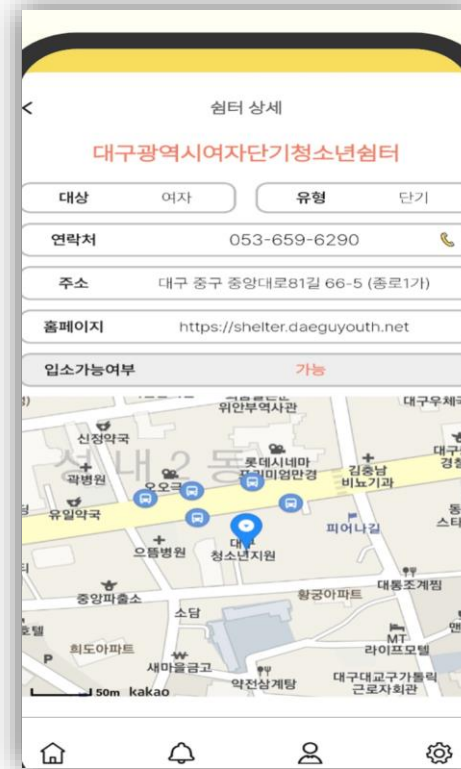 <
쉼터 상세
대구광역시여자단기청소년쉼터
대상 여자 유형 단기
연락처 053-659-6290
주소 대구 중구 중앙대로81길 66-5 (종로1가)
홈페이지 https://shelter.daeguyouth.net
입소가능여부 가능
위안부역사관
대구우체국
신정약국
성내2동
곽병원
롯데시네마
프리미엄만경
김충남
비뇨기과
유일약국
피어나길
으뜸병원
청소년지원
대통조계찜
중앙파출소
황궁아파트
소담
MT
라이프모텔
희도아파트
P
새마을금고
약전삼계탕
대구대교구가톨릭
근로자회관
50m kakao